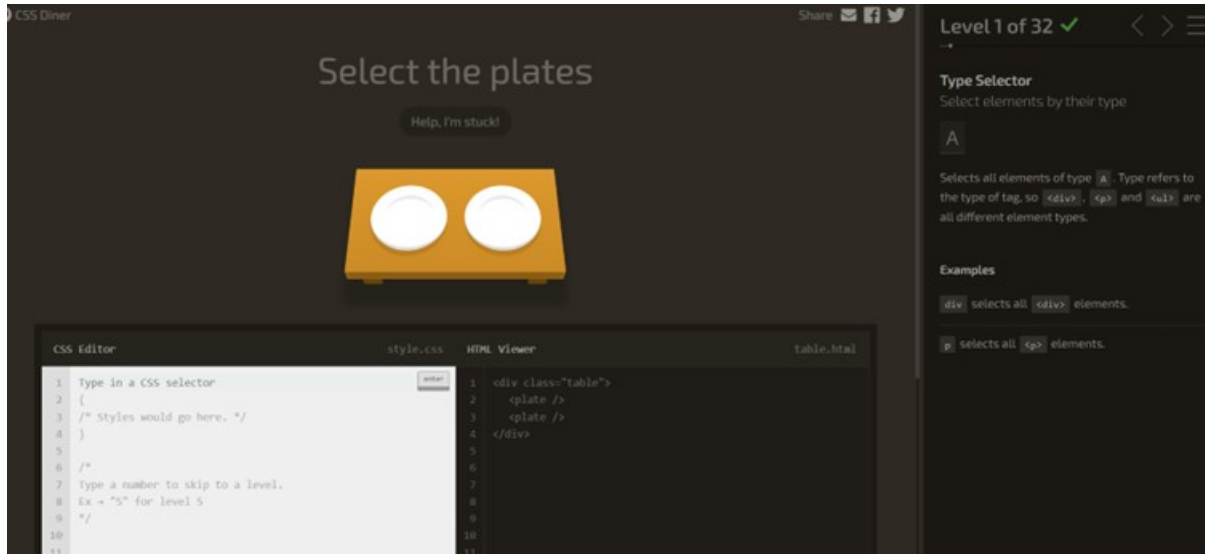 CSS Diner
Share
Select the plates
Help, I'm stuck!
CSS Editor
style.css
1 Type in a CSS selector
enter
2 {
3 /* Styles would go here. */
4 }
5
6 /*
7 Type a number to skip to a level.
8 Ex → "5" for level 5
9 */
10
11
HTML Viewer
table.html
1 <div class="table">
2 <plate />
3 <plate />
4 </div>
5
6
7
8
9
10
Level 1 of 32
Type Selector
Select elements by their type
A
Selects all elements of type A . Type refers to
the type of tag, so <div> , <p> and <ul> are
all different element types.
Examples
div selects all <div> elements.
p selects all <p> elements.